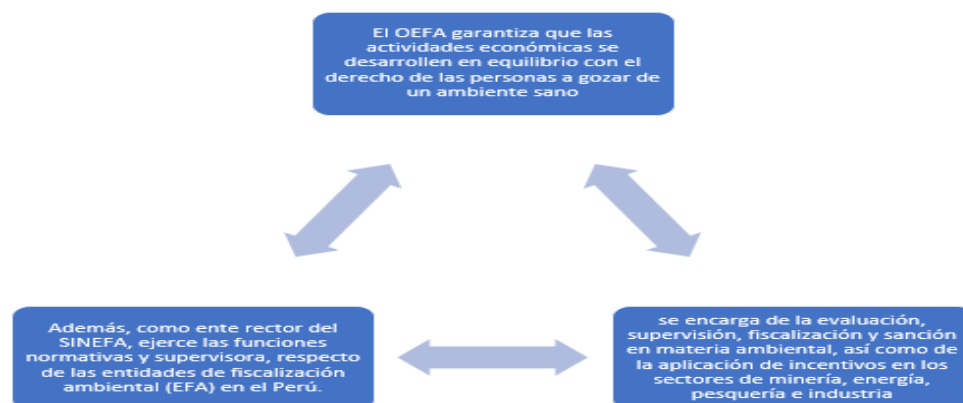 El OEFA garantiza que las
actividades económicas se
desarrollen en equilibrio con el
derecho de las personas a gozar de
un ambiente sano
Además, como ente rector del
SINEFA, ejerce las funciones
normativas y supervisora, respecto
de las entidades de fiscalización
ambiental (EFA) en el Perú.
se encarga de la evaluación,
supervisión, fiscalización y sanción
en materia ambiental, así como de
la aplicación de incentivos en los
sectores de minería, energía,
pesquería e industria